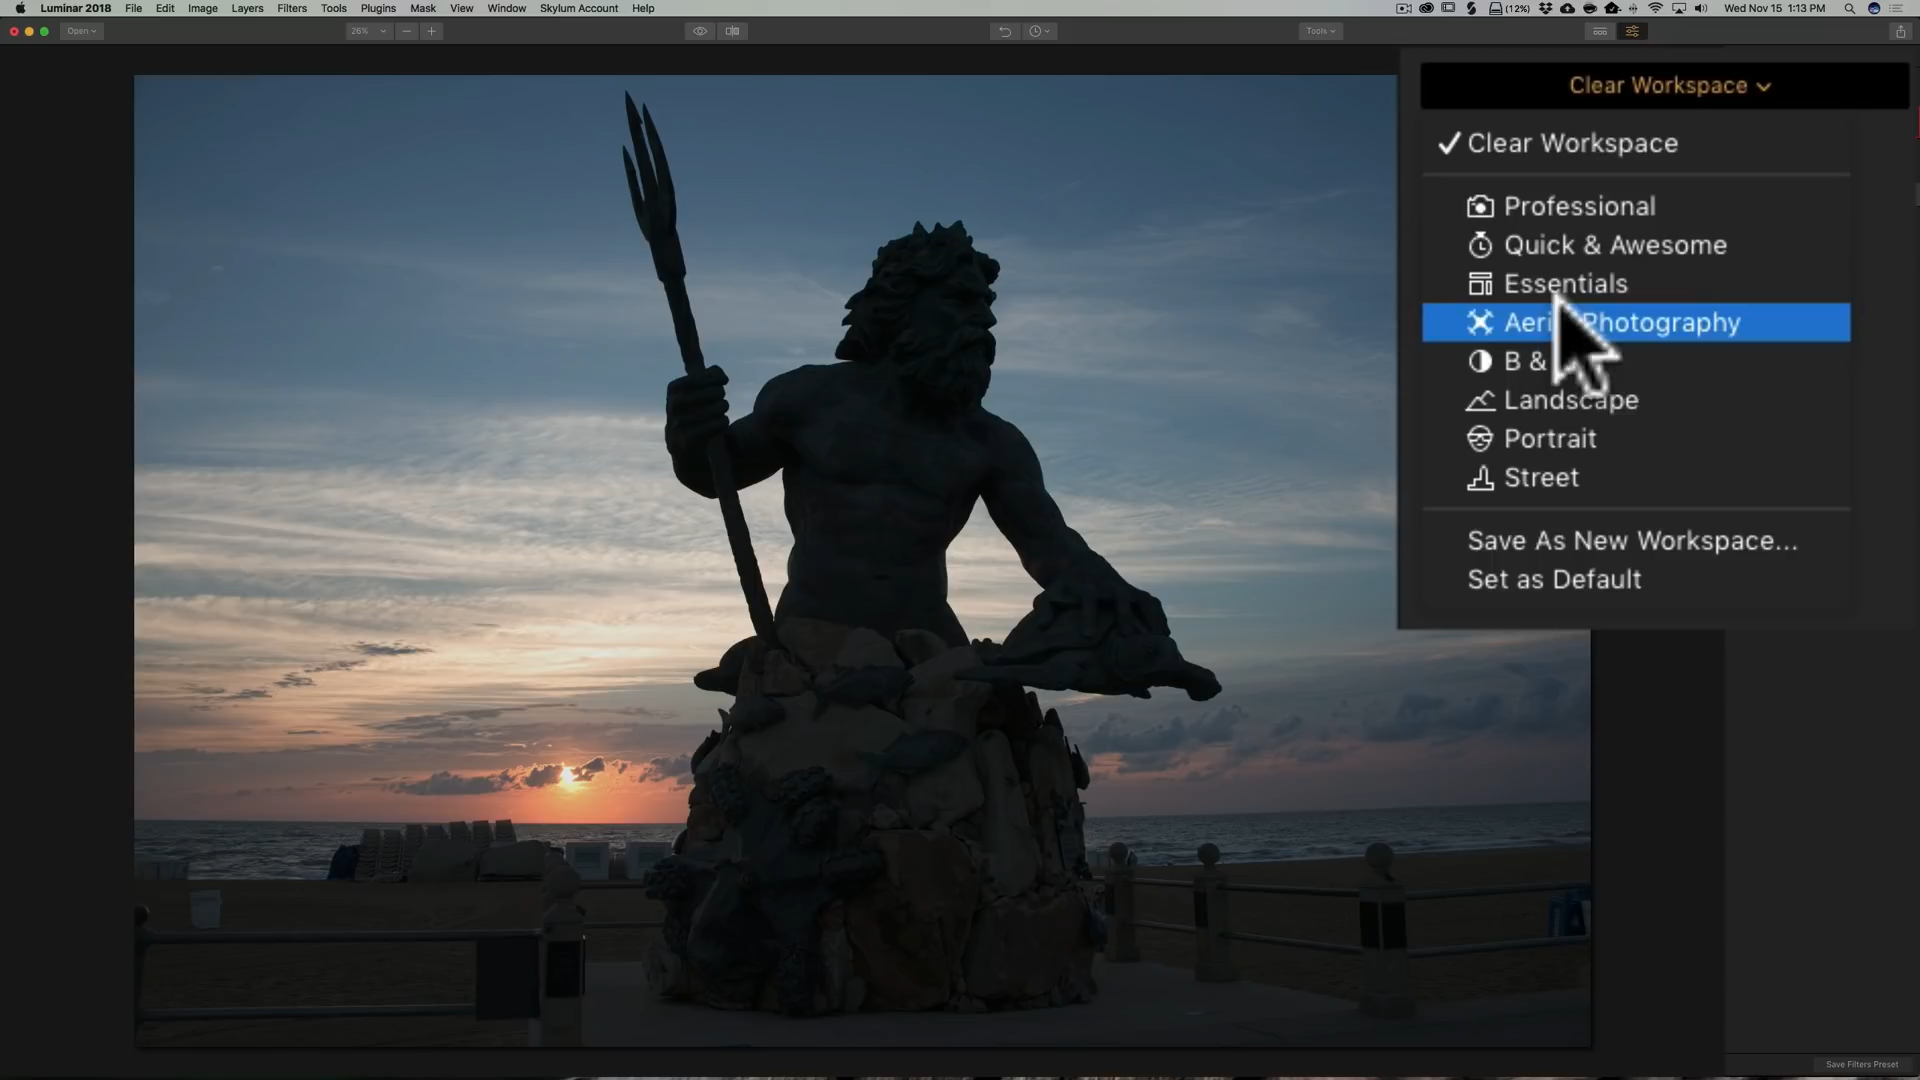 Luminar 2018 File Edit Image Layers Filters Tools Plugins Mask View Window Skylum Account Help (12%) Wed Nov 15 1:13 PM
Open 26% Tools
Clear Workspace
Clear Workspace
Professional
Quick & Awesome
Essentials
Photography
B &
Landscape
Portrait
Street
Save As New Workspace...
Set as Default
Save Filters Preset